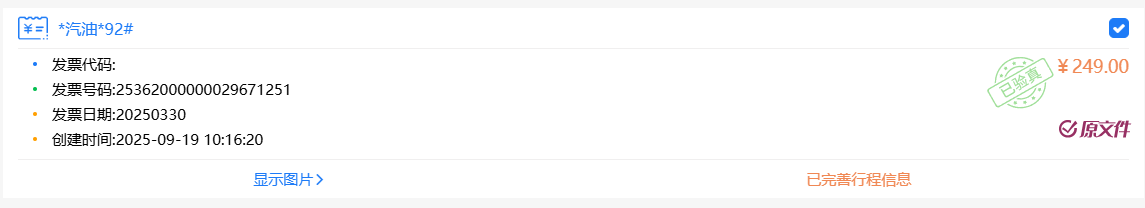 *汽油*92#
发票代码:
发票号码:25362000000029671251
发票日期:20250330
创建时间:2025-09-19 10:16:20
已验真
￥249.00
原文件
显示图片
已完善行程信息